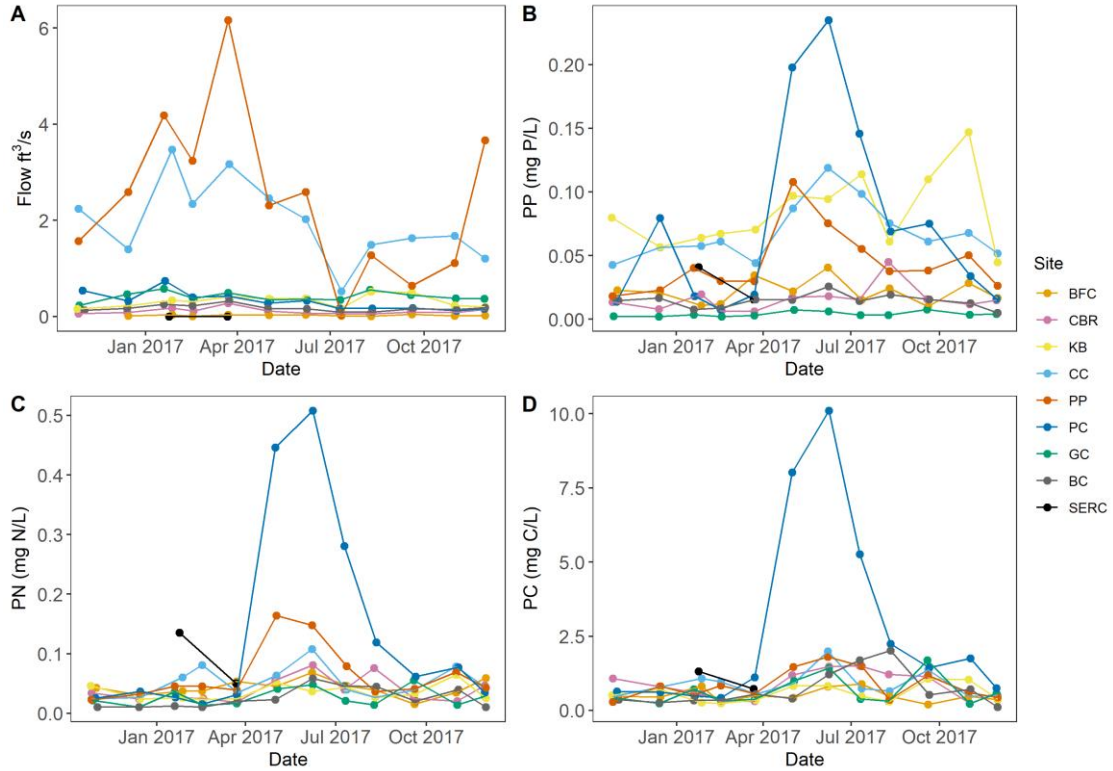 A
Flow ft³/s
6
4
2
0
Jan 2017 Apr 2017 Jul 2017 Oct 2017
Date
B
PP (mg P/L)
0.20
0.15
0.10
0.05
0.00
Jan 2017 Apr 2017 Jul 2017 Oct 2017
Date
C
PN (mg N/L)
0.5
0.4
0.3
0.2
0.1
0.0
Jan 2017 Apr 2017 Jul 2017 Oct 2017
Date
D
PC (mg C/L)
10.0
7.5
5.0
2.5
0.0
Jan 2017 Apr 2017 Jul 2017 Oct 2017
Date
Site
BFC
CBR
KB
CC
PP
PC
GC
BC
SERC